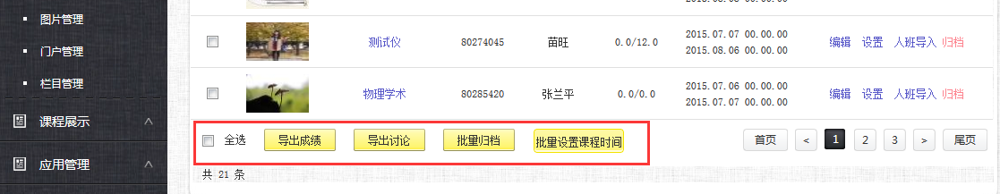 图片管理
门户管理
栏目管理
课程展示
应用管理
测试仪 80274045 苗旺 0.0/12.0 2015.07.07 00.00.00
2015.08.06 00.00.00 编辑 设置 人班导入 归档
物理学术 80285420 张兰平 0.0/0.0 2015.07.06 00.00.00
2015.07.07 00.00.00 编辑 设置 人班导入 归档
全选 导出成绩 导出讨论 批量归档 批量设置课程时间 首页 < 1 2 3 > 尾页
共 21 条